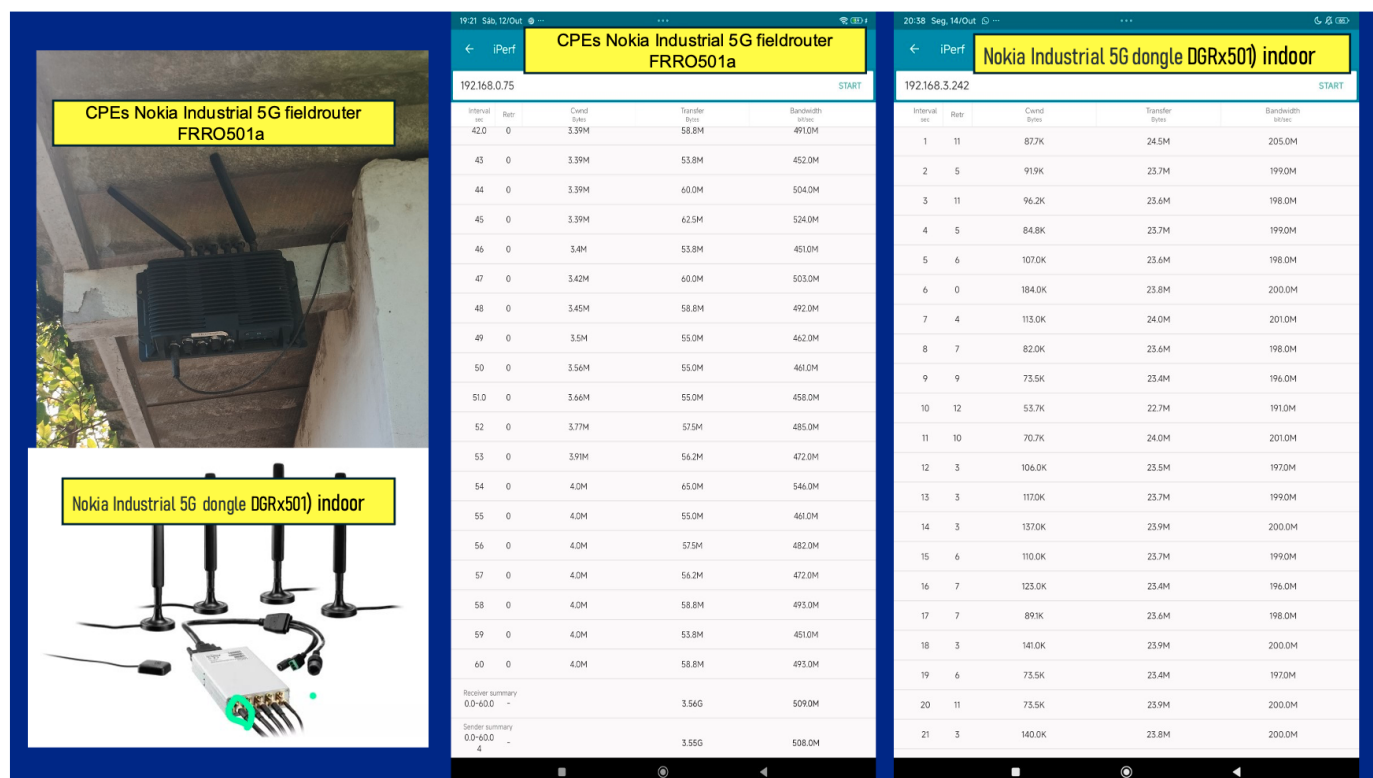 CPEs Nokia Industrial 5G fieldrouter
FRRO501a
Nokia Industrial 5G dongle DGRx501) indoor
19:21 Sáb, 12/Out
← iPerf
CPEs Nokia Industrial 5G fieldrouter
FRRO501a
192.168.0.75 START
Interval Retr Cwnd Transfer Bandwidth
sec Bytes Bytes bit/sec
42.0 0 3.39M 58.8M 491.0M
43 0 3.39M 53.8M 452.0M
44 0 3.39M 60.0M 504.0M
45 0 3.39M 62.5M 524.0M
46 0 3.4M 53.8M 451.0M
47 0 3.42M 60.0M 503.0M
48 0 3.45M 58.8M 492.0M
49 0 3.5M 55.0M 462.0M
50 0 3.56M 55.0M 461.0M
51.0 0 3.66M 55.0M 458.0M
52 0 3.77M 57.5M 485.0M
53 0 3.91M 56.2M 472.0M
54 0 4.0M 65.0M 546.0M
55 0 4.0M 55.0M 461.0M
56 0 4.0M 57.5M 482.0M
57 0 4.0M 56.2M 472.0M
58 0 4.0M 58.8M 493.0M
59 0 4.0M 53.8M 451.0M
60 0 4.0M 58.8M 493.0M
Receiver summary
0.0-60.0 - 3.56G 509.0M
Sender summary
0.0-60.0
4 - 3.55G 508.0M
20:38 Seg, 14/Out
← iPerf
Nokia Industrial 5G dongle DGRx501) indoor
192.168.3.242 START
Interval Retr Cwnd Transfer Bandwidth
sec Bytes Bytes bit/sec
1 11 87.7K 24.5M 205.0M
2 5 91.9K 23.7M 199.0M
3 11 96.2K 23.6M 198.0M
4 5 84.8K 23.7M 199.0M
5 6 107.0K 23.6M 198.0M
6 0 184.0K 23.8M 200.0M
7 4 113.0K 24.0M 201.0M
8 7 82.0K 23.6M 198.0M
9 9 73.5K 23.4M 196.0M
10 12 53.7K 22.7M 191.0M
11 10 70.7K 24.0M 201.0M
12 3 106.0K 23.5M 197.0M
13 3 117.0K 23.7M 199.0M
14 3 137.0K 23.9M 200.0M
15 6 110.0K 23.7M 199.0M
16 7 123.0K 23.4M 196.0M
17 7 89.1K 23.6M 198.0M
18 3 141.0K 23.9M 200.0M
19 6 73.5K 23.4M 197.0M
20 11 73.5K 23.9M 200.0M
21 3 140.0K 23.8M 200.0M